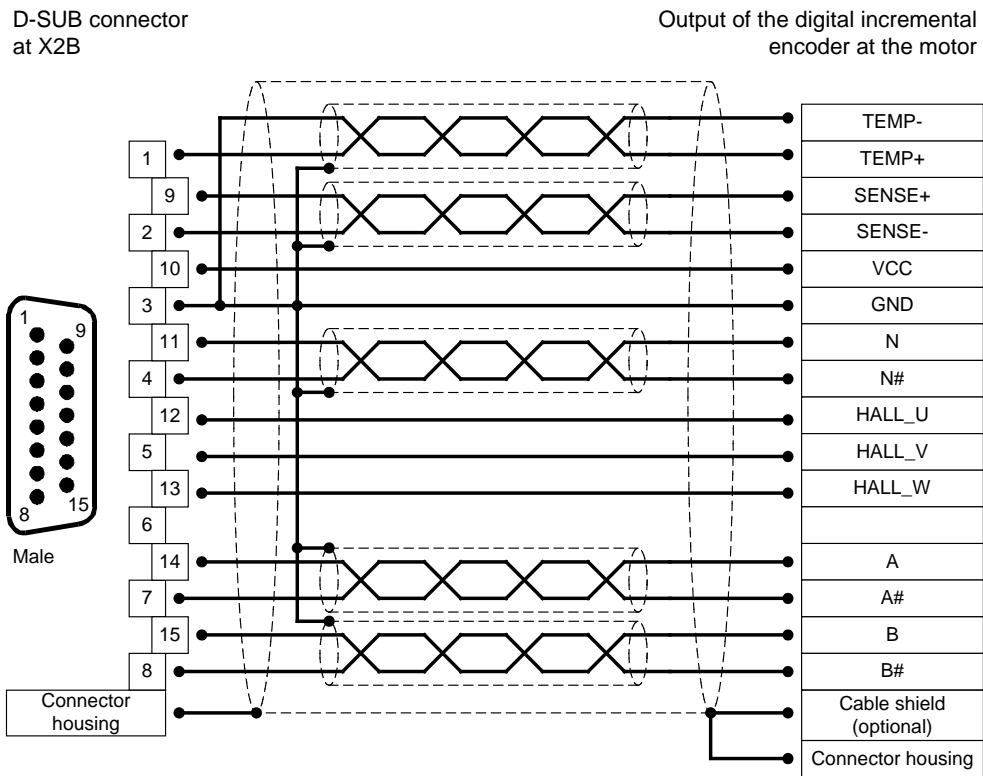 D-SUB connector
at X2B
Output of the digital incremental
encoder at the motor
TEMP-
1
TEMP+
9
SENSE+
2
SENSE-
10
VCC
3
GND
11
N
4
N#
12
HALL_U
5
HALL_V
13
HALL_W
6
14
A
7
A#
15
B
8
B#
Connector
housing
Cable shield
(optional)
Connector housing
1
9
8
15
Male